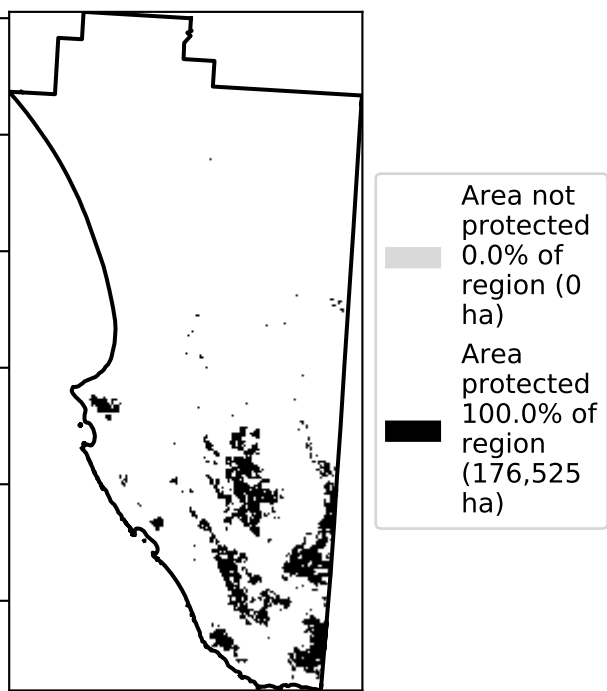 Area not
protected
0.0% of
region (0
ha)
Area
protected
100.0% of
region
(176,525
ha)